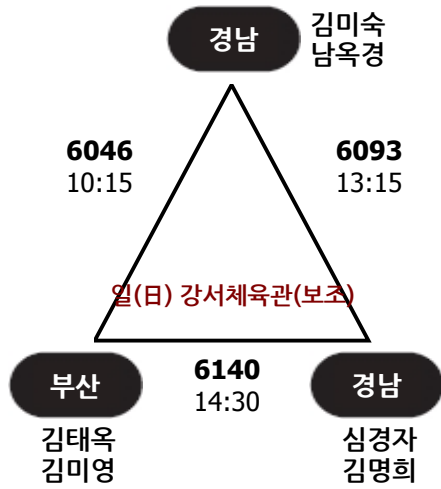 경남
김미숙
남옥경
6046
10:15
6093
13:15
일(日) 강서체육관(보조)
부산
김태옥
김미영
6140
14:30
경남
심경자
김명희